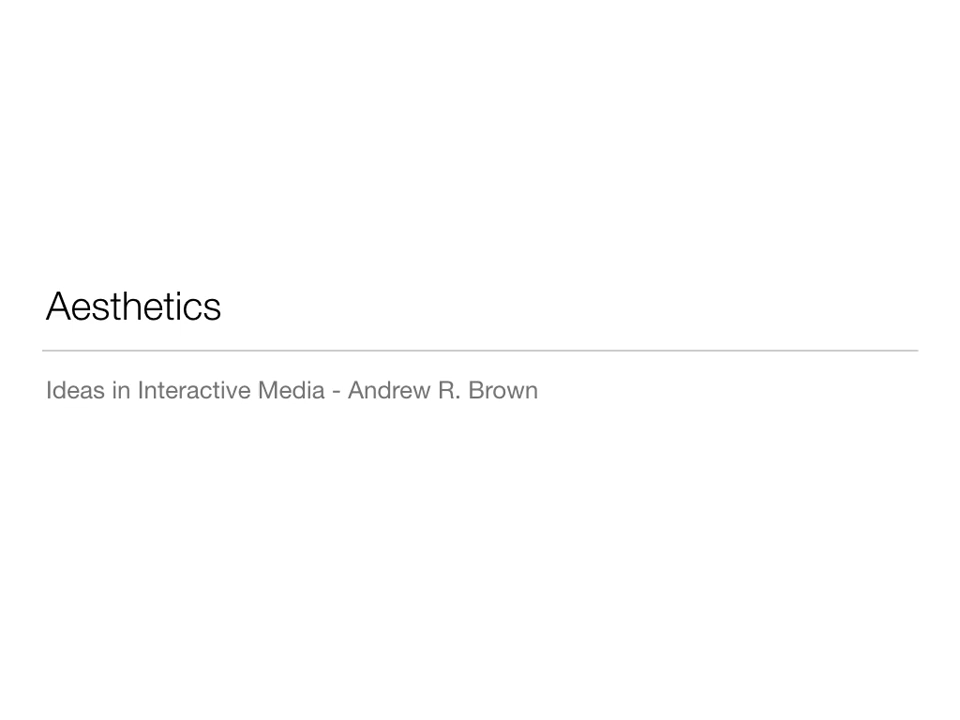 Aesthetics
Ideas in Interactive Media - Andrew R. Brown